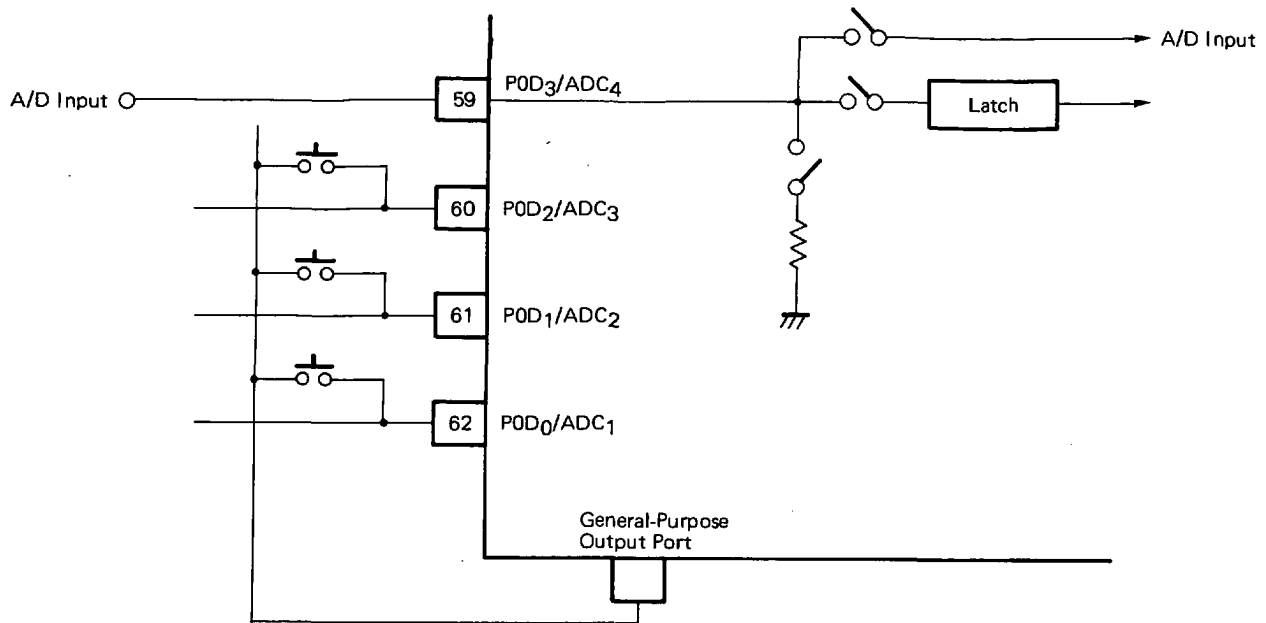 A/D Input
P0D3/ADC4
A/D Input
59
Latch
60
P0D2/ADC3
61
P0D1/ADC2
62
P0D0/ADC1
General-Purpose
Output Port